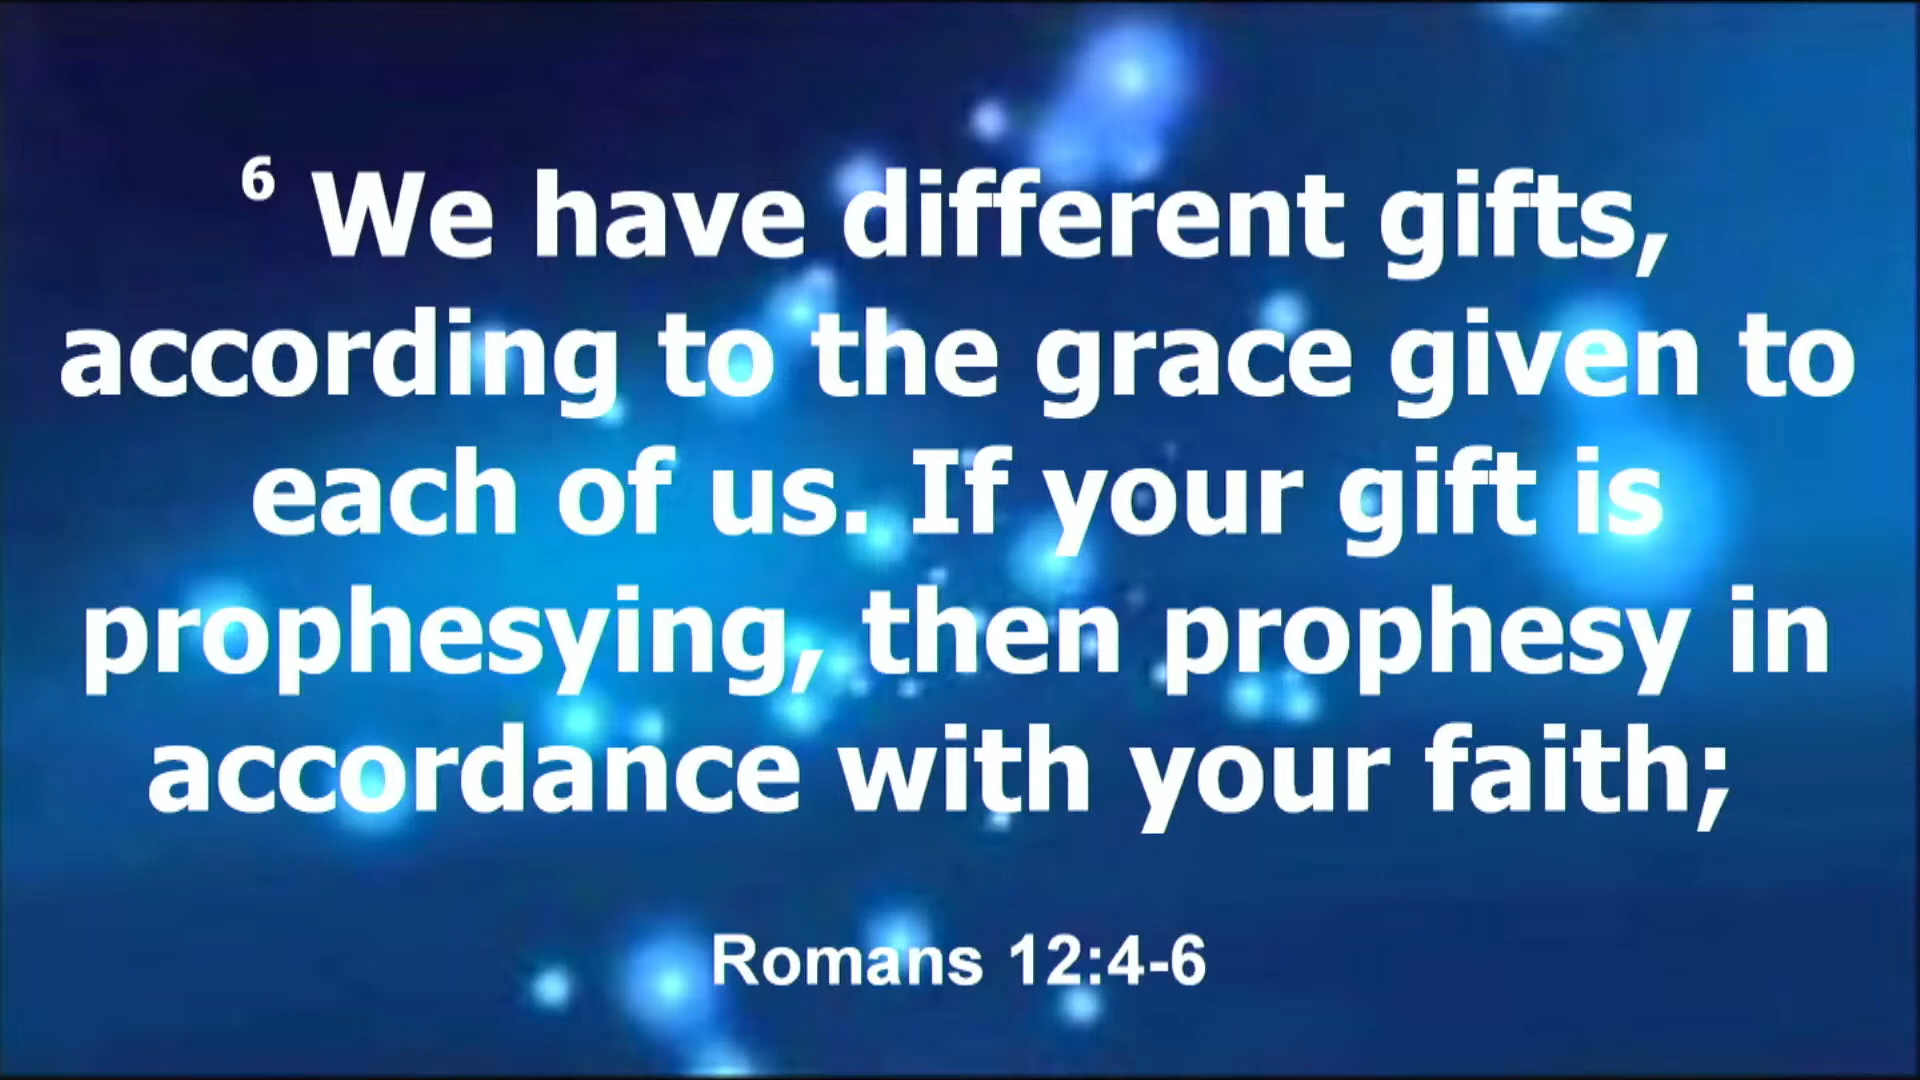 6 We have different gifts,
according to the grace given to
each of us. If your gift is
prophesying, then prophesy in
accordance with your faith;
Romans 12:4-6